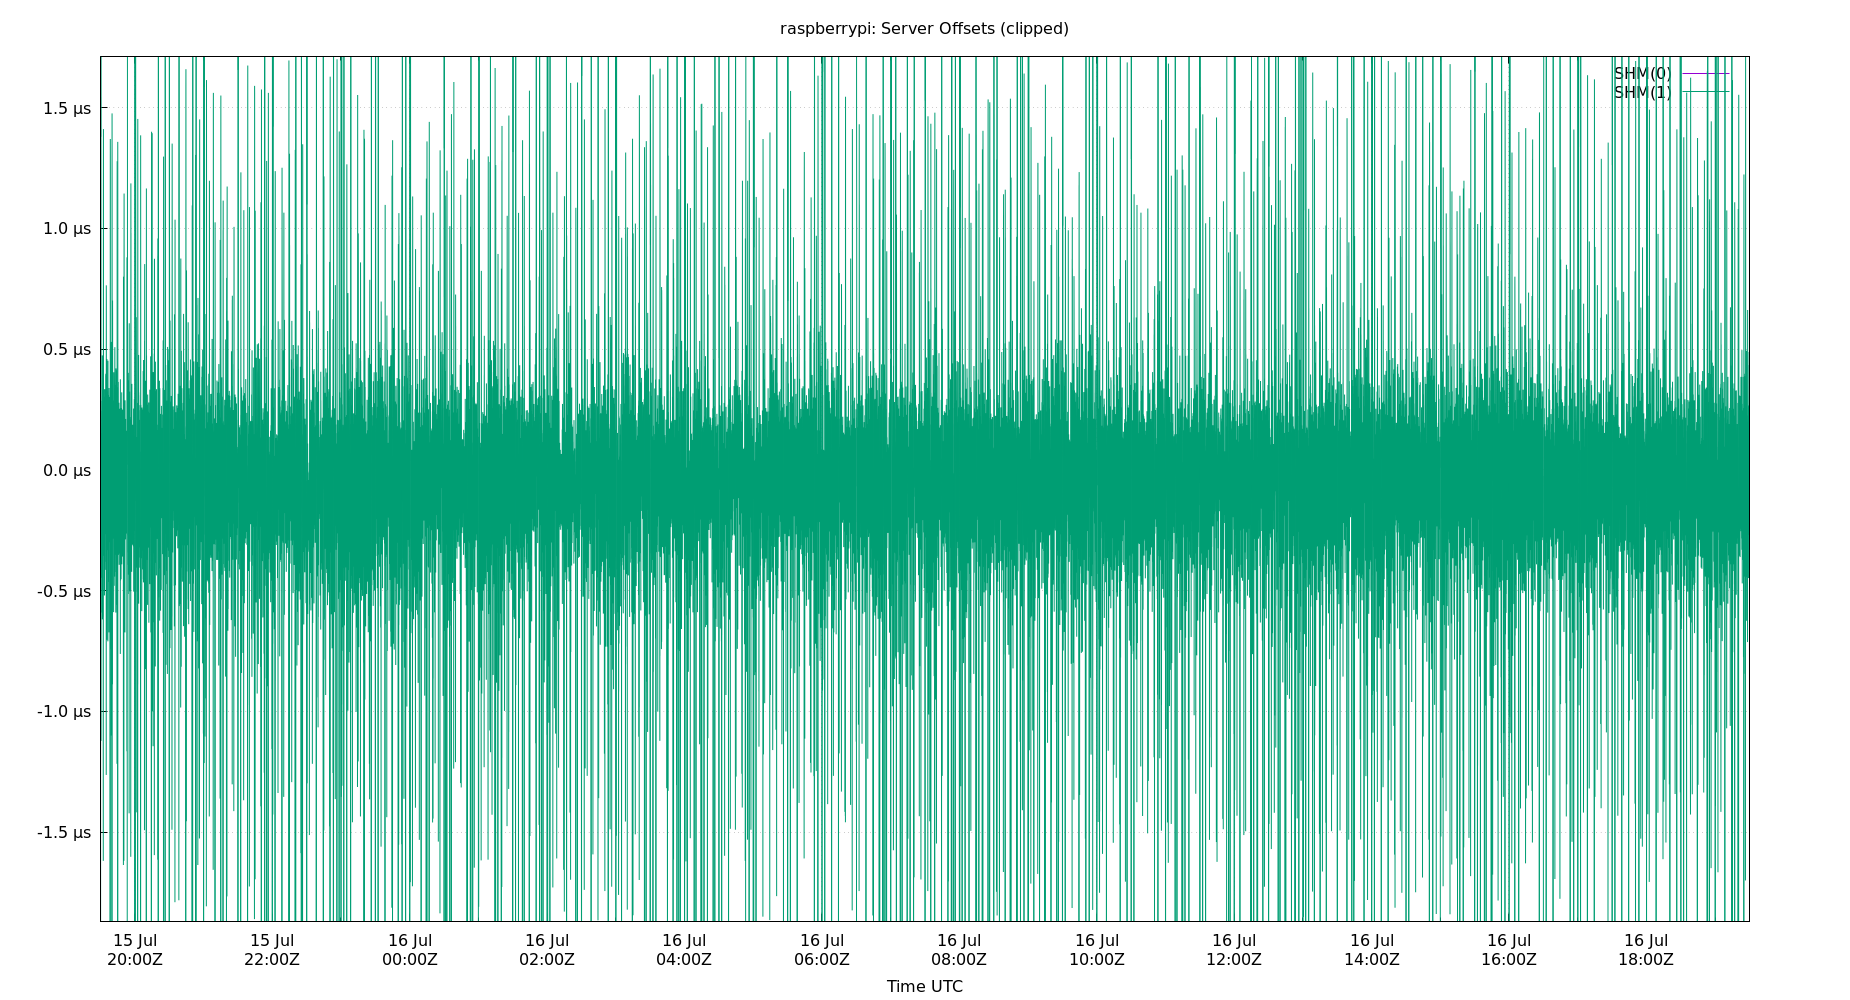 raspberrypi: Server Offsets (clipped)
SHM(0)
SHM(1)
1.5 µs
1.0 µs
0.5 µs
0.0 µs
-0.5 µs
-1.0 µs
-1.5 µs
15 Jul 15 Jul 16 Jul 16 Jul 16 Jul 16 Jul 16 Jul 16 Jul 16 Jul 16 Jul 16 Jul 16 Jul
20:00Z 22:00Z 00:00Z 02:00Z 04:00Z 06:00Z 08:00Z 10:00Z 12:00Z 14:00Z 16:00Z 18:00Z
Time UTC